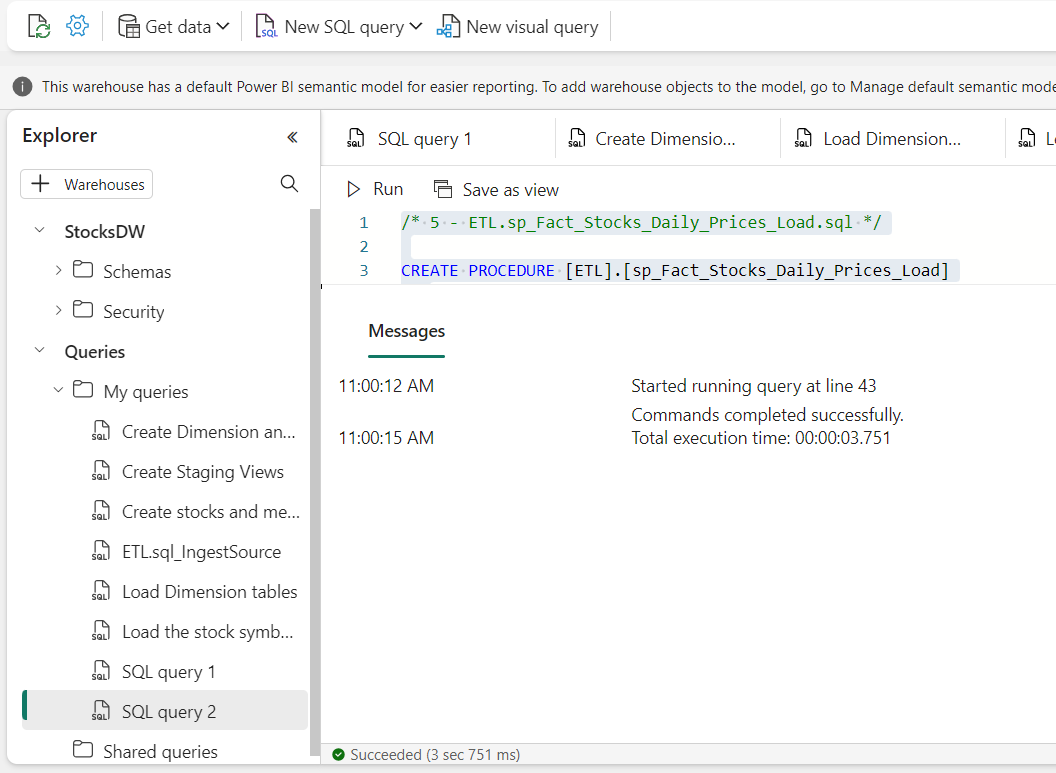 Get data
New SQL query
New visual query
This warehouse has a default Power BI semantic model for easier reporting. To add warehouse objects to the model, go to Manage default semantic mode
Explorer
Warehouses
StocksDW
Schemas
Security
Queries
My queries
Create Dimension an...
Create Staging Views
Create stocks and me...
ETL.sql_IngestSource
Load Dimension tables
Load the stock symb...
SQL query 1
SQL query 2
Shared queries
SQL query 1
Create Dimensio...
Load Dimension...
Run
Save as view
1 /* 5 - ETL.sp_Fact_Stocks_Daily_Prices_Load.sql */
2
3 CREATE PROCEDURE [ETL].[sp_Fact_Stocks_Daily_Prices_Load]
Messages
11:00:12 AM Started running query at line 43
Commands completed successfully.
11:00:15 AM Total execution time: 00:00:03.751
Succeeded (3 sec 751 ms)